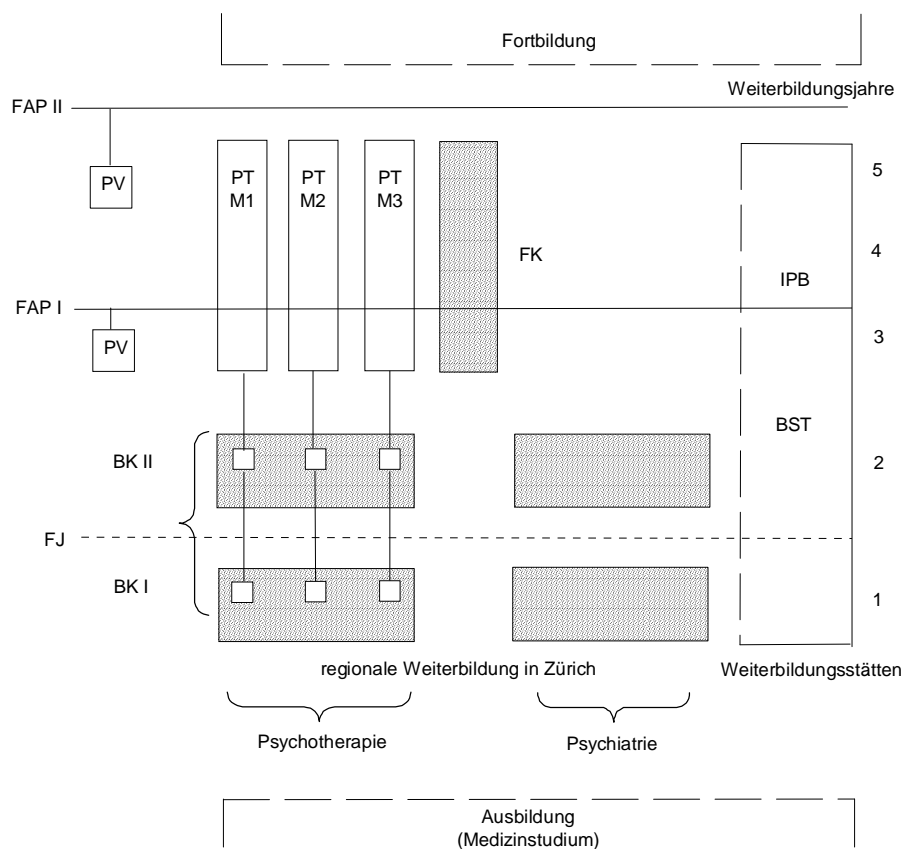 Fortbildung
Weiterbildungsjahre
FAP II
PV
PT
M1
PT
M2
PT
M3
5
FK
4
IPB
FAP I
PV
3
BST
BK II
2
FJ
BK I
1
regionale Weiterbildung in Zürich
Weiterbildungsstätten
Psychotherapie
Psychiatrie
Ausbildung
(Medizinstudium)